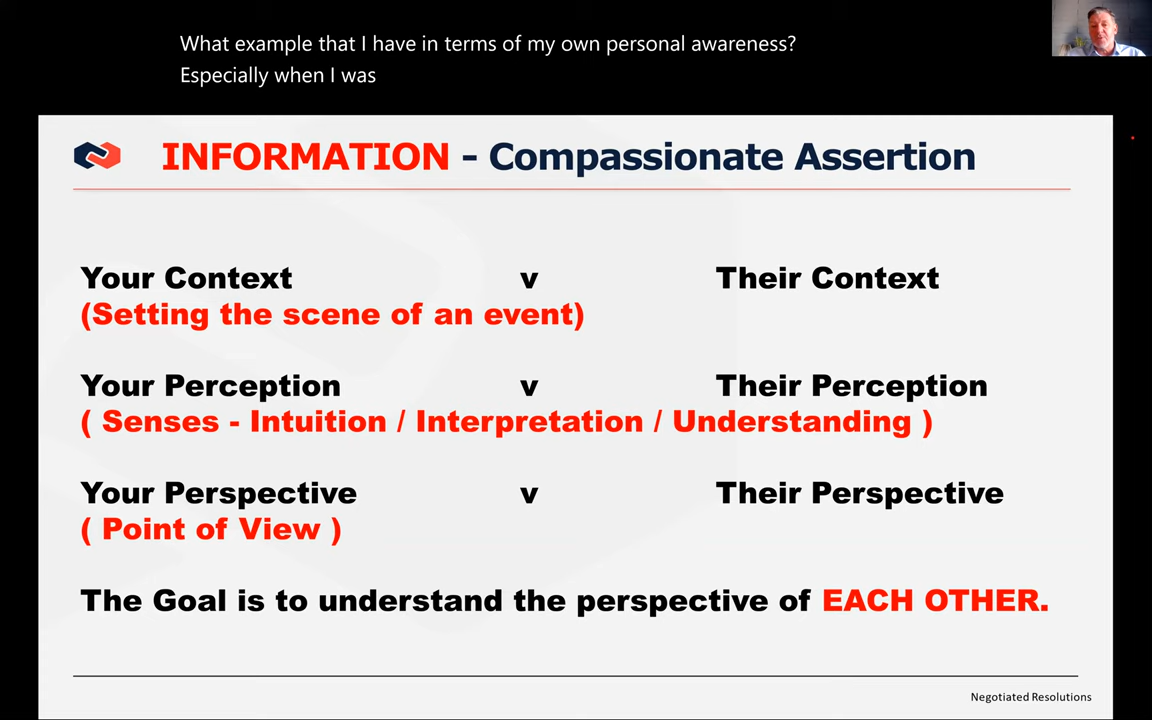 What example that I have in terms of my own personal awareness?
Especially when I was
INFORMATION - Compassionate Assertion
Your Context v Their Context
(Setting the scene of an event)
Your Perception v Their Perception
( Senses - Intuition / Interpretation / Understanding )
Your Perspective v Their Perspective
( Point of View )
The Goal is to understand the perspective of EACH OTHER.
Negotiated Resolutions